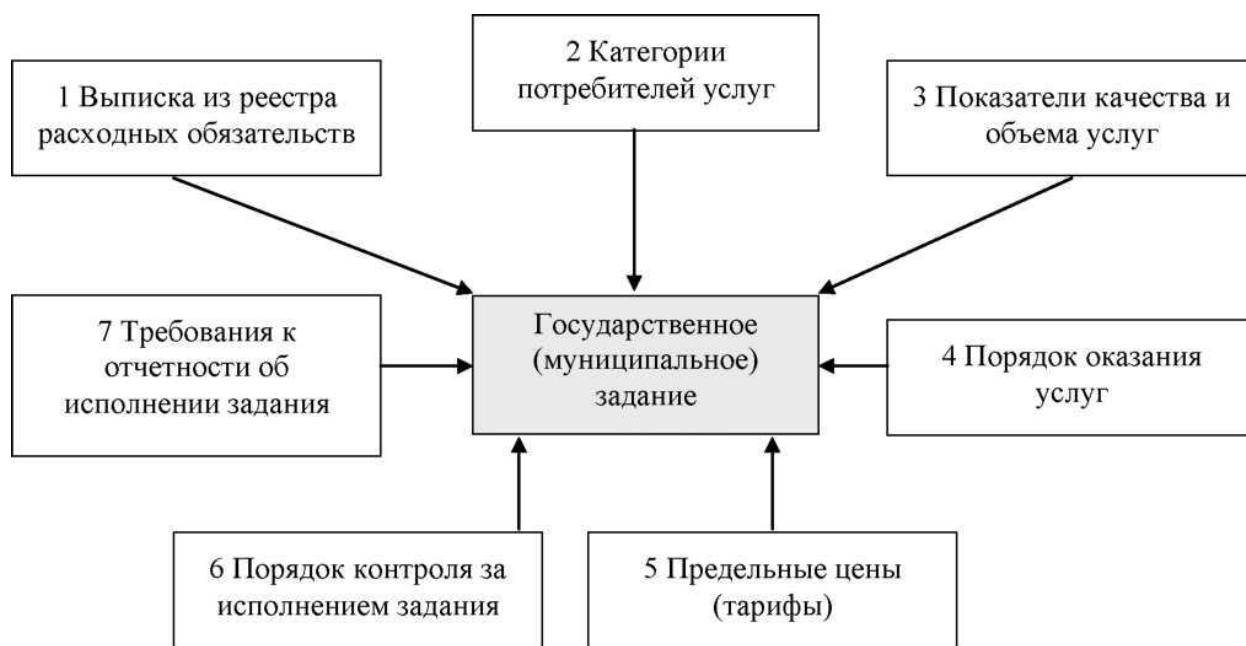 1 Выписка из реестра
расходных обязательств
2 Категории
потребителей услуг
3 Показатели качества и
объема услуг
7 Требования к
отчетности об
исполнении задания
Государственное
(муниципальное)
задание
4 Порядок оказания
услуг
6 Порядок контроля за
исполнением задания
5 Предельные цены
(тарифы)